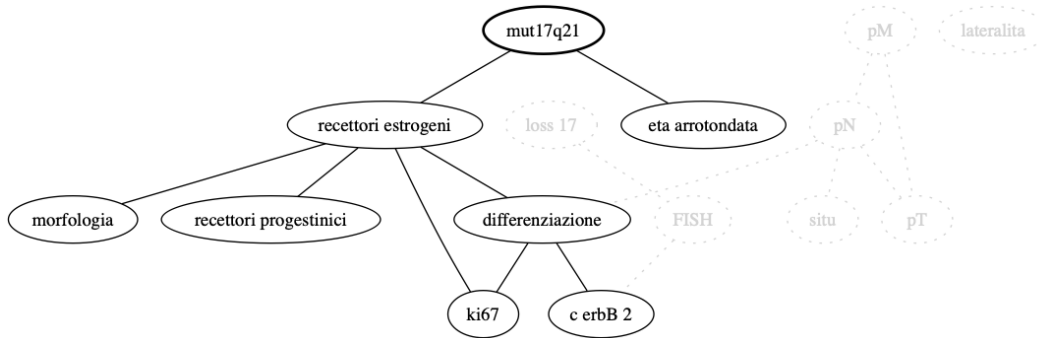 mut17q21
pM
lateralita
recettori estrogeni
loss 17
eta arrotondata
pN
morfologia
recettori progestinici
differenziazione
FISH
situ
pT
ki67
c erbB 2